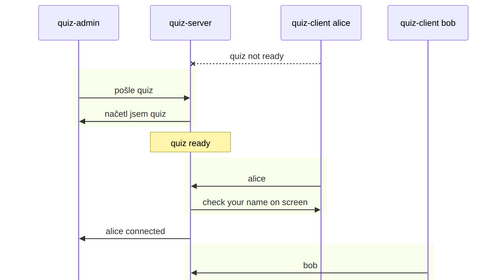 quiz-admin
quiz-server
quiz-client alice
quiz-client bob
quiz not ready
pošle quiz
načetl jsem quiz
quiz ready
alice
check your name on screen
alice connected
bob